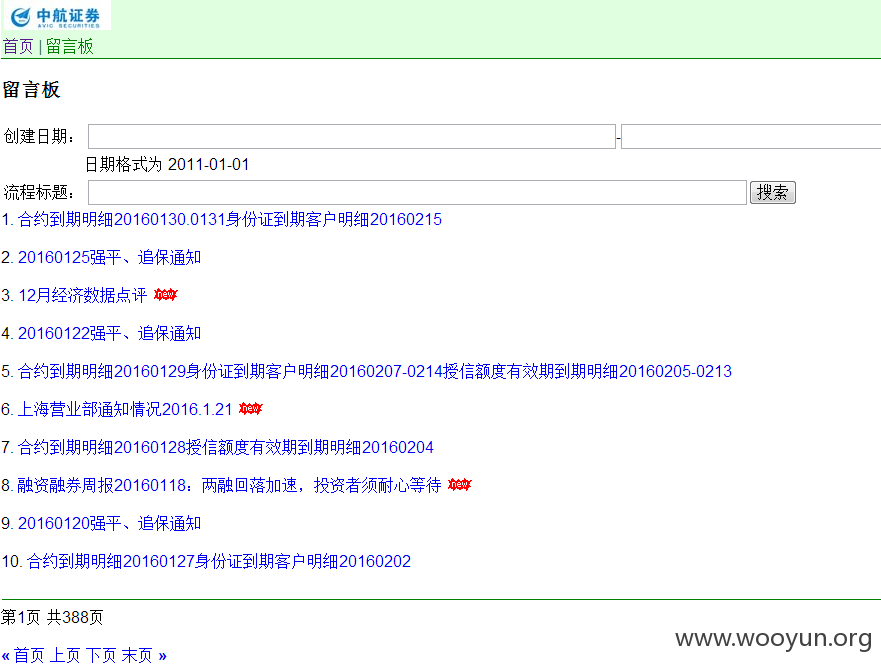 中航证券
AVIC SECURITIES
首页 | 留言板
留言板
创建日期： -
日期格式为 2011-01-01
流程标题： 搜索
1. 合约到期明细20160130.0131身份证到期客户明细20160215
2. 20160125强平、追保通知
3. 12月经济数据点评 new
4. 20160122强平、追保通知
5. 合约到期明细20160129身份证到期客户明细20160207-0214授信额度有效期到期明细20160205-0213
6. 上海营业部通知情况2016.1.21 new
7. 合约到期明细20160128授信额度有效期到期明细20160204
8. 融资融券周报20160118：两融回落加速，投资者须耐心等待 new
9. 20160120强平、追保通知
10. 合约到期明细20160127身份证到期客户明细20160202
第1页 共388页
« 首页 上页 下页 末页 »
www.wooyun.org